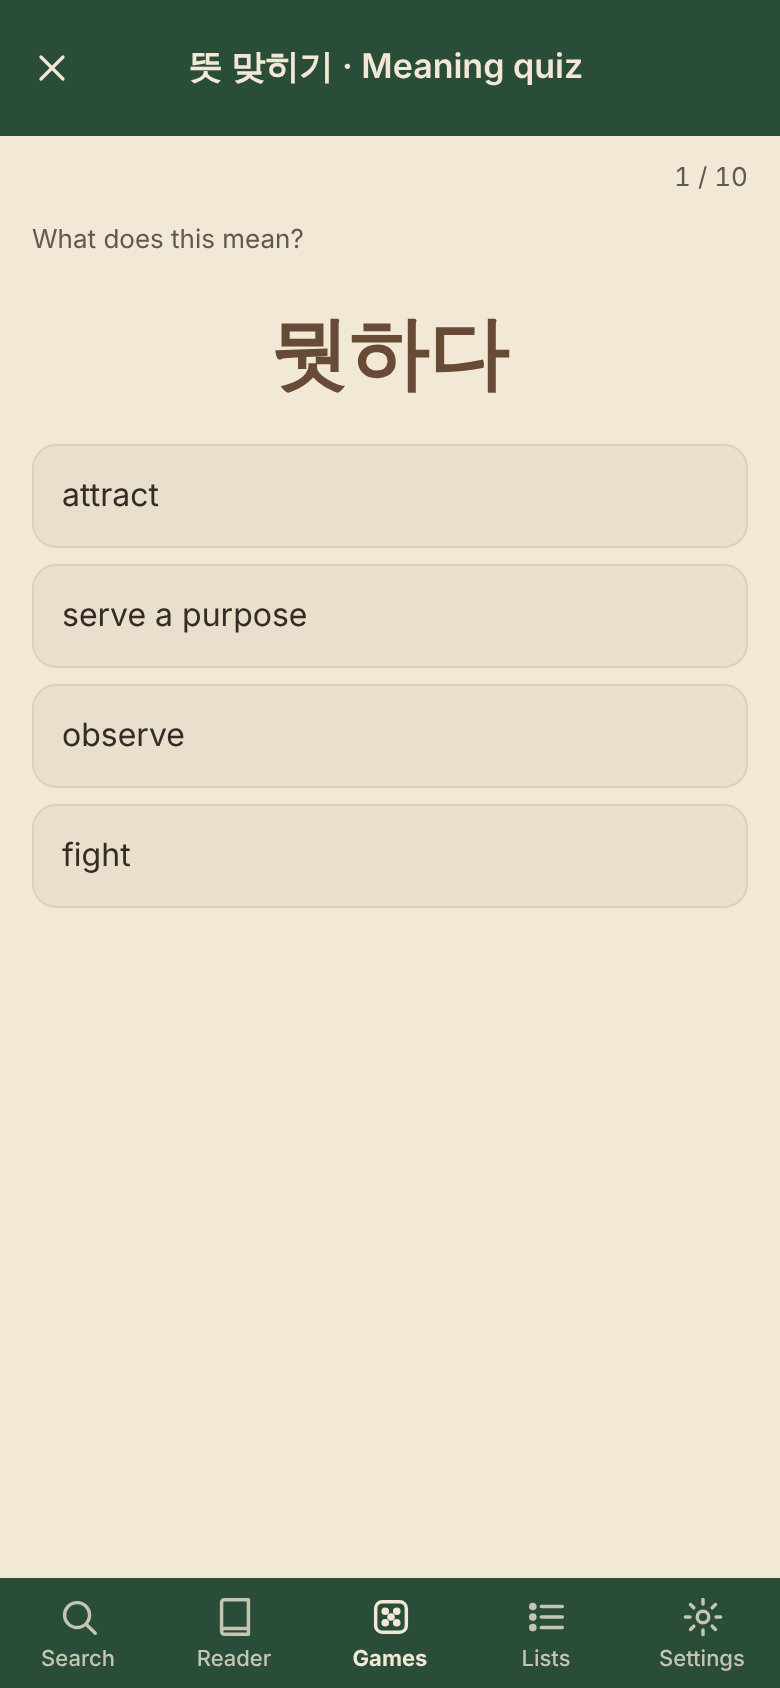 뜻 맞히기 · Meaning quiz
1 / 10
What does this mean?
뭣하다
attract
serve a purpose
observe
fight
Search
Reader
Games
Lists
Settings